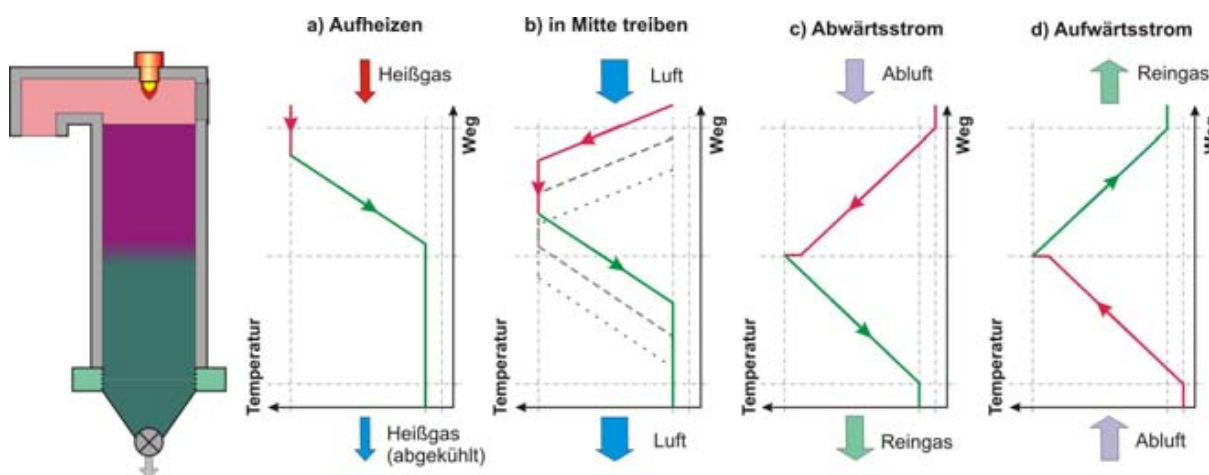 a) Aufheizen
Heißgas
Weg
Temperatur
Heißgas
(abgekühlt)
b) in Mitte treiben
Luft
Weg
Temperatur
Luft
c) Abwärtsstrom
Abluft
Weg
Temperatur
Reingas
d) Aufwärtsstrom
Reingas
Weg
Temperatur
Abluft